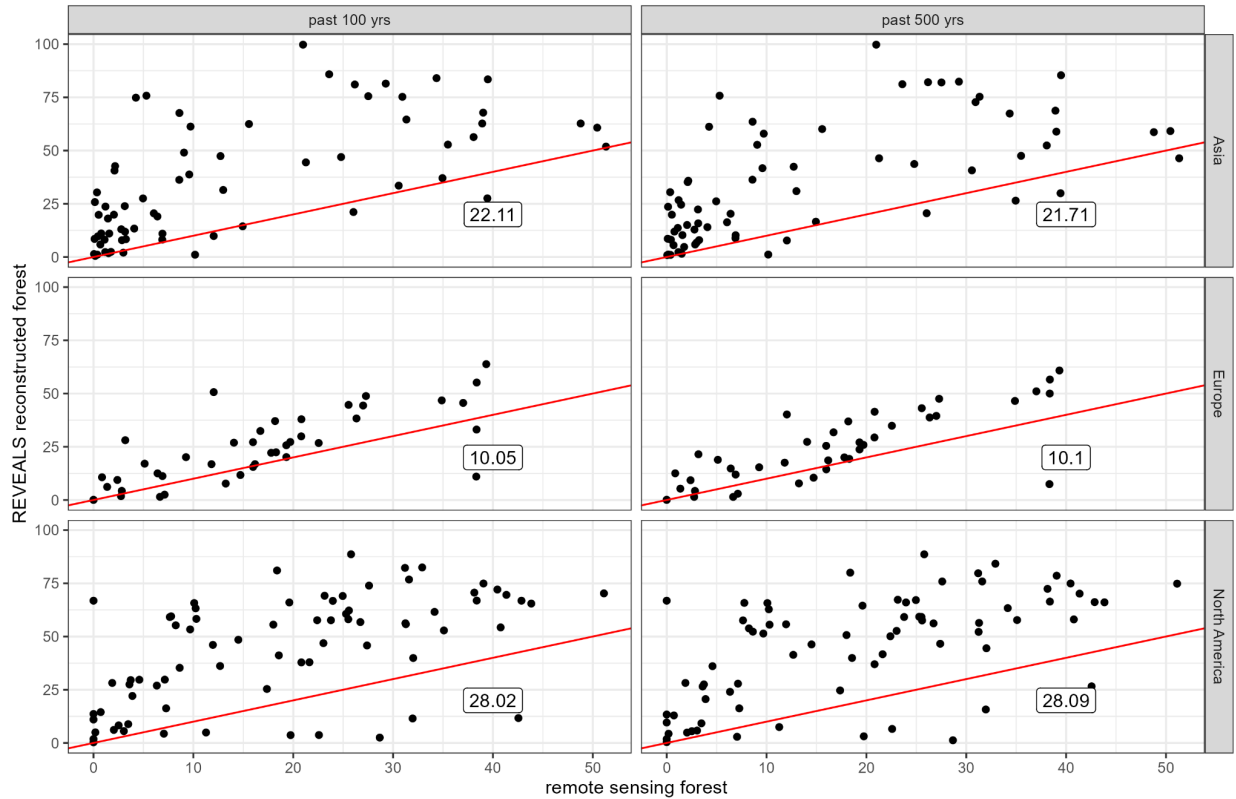 past 100 yrs
past 500 yrs
100
75
50
25
0
22.11
21.71
Asia
100
75
50
25
0
10.05
10.1
Europe
100
75
50
25
0
28.02
28.09
North America
0 10 20 30 40 50
0 10 20 30 40 50
remote sensing forest
REVEALS reconstructed forest